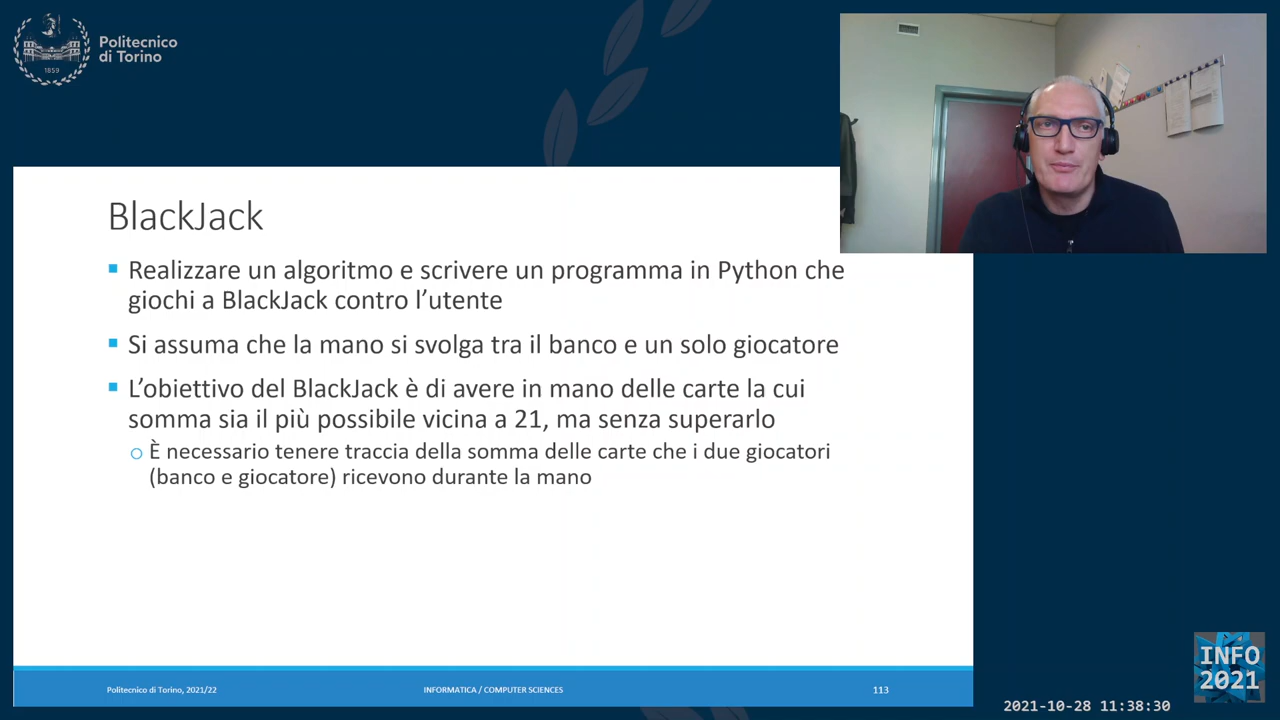 Politecnico
di Torino
1859
BlackJack
Realizzare un algoritmo e scrivere un programma in Python che
giochi a BlackJack contro l’utente
Si assuma che la mano si svolga tra il banco e un solo giocatore
L’obiettivo del BlackJack è di avere in mano delle carte la cui
somma sia il più possibile vicina a 21, ma senza superarlo
È necessario tenere traccia della somma delle carte che i due giocatori
(banco e giocatore) ricevono durante la mano
Politecnico di Torino, 2021/22
INFORMATICA / COMPUTER SCIENCES
113
INFO
2021
2021-10-28 11:38:30